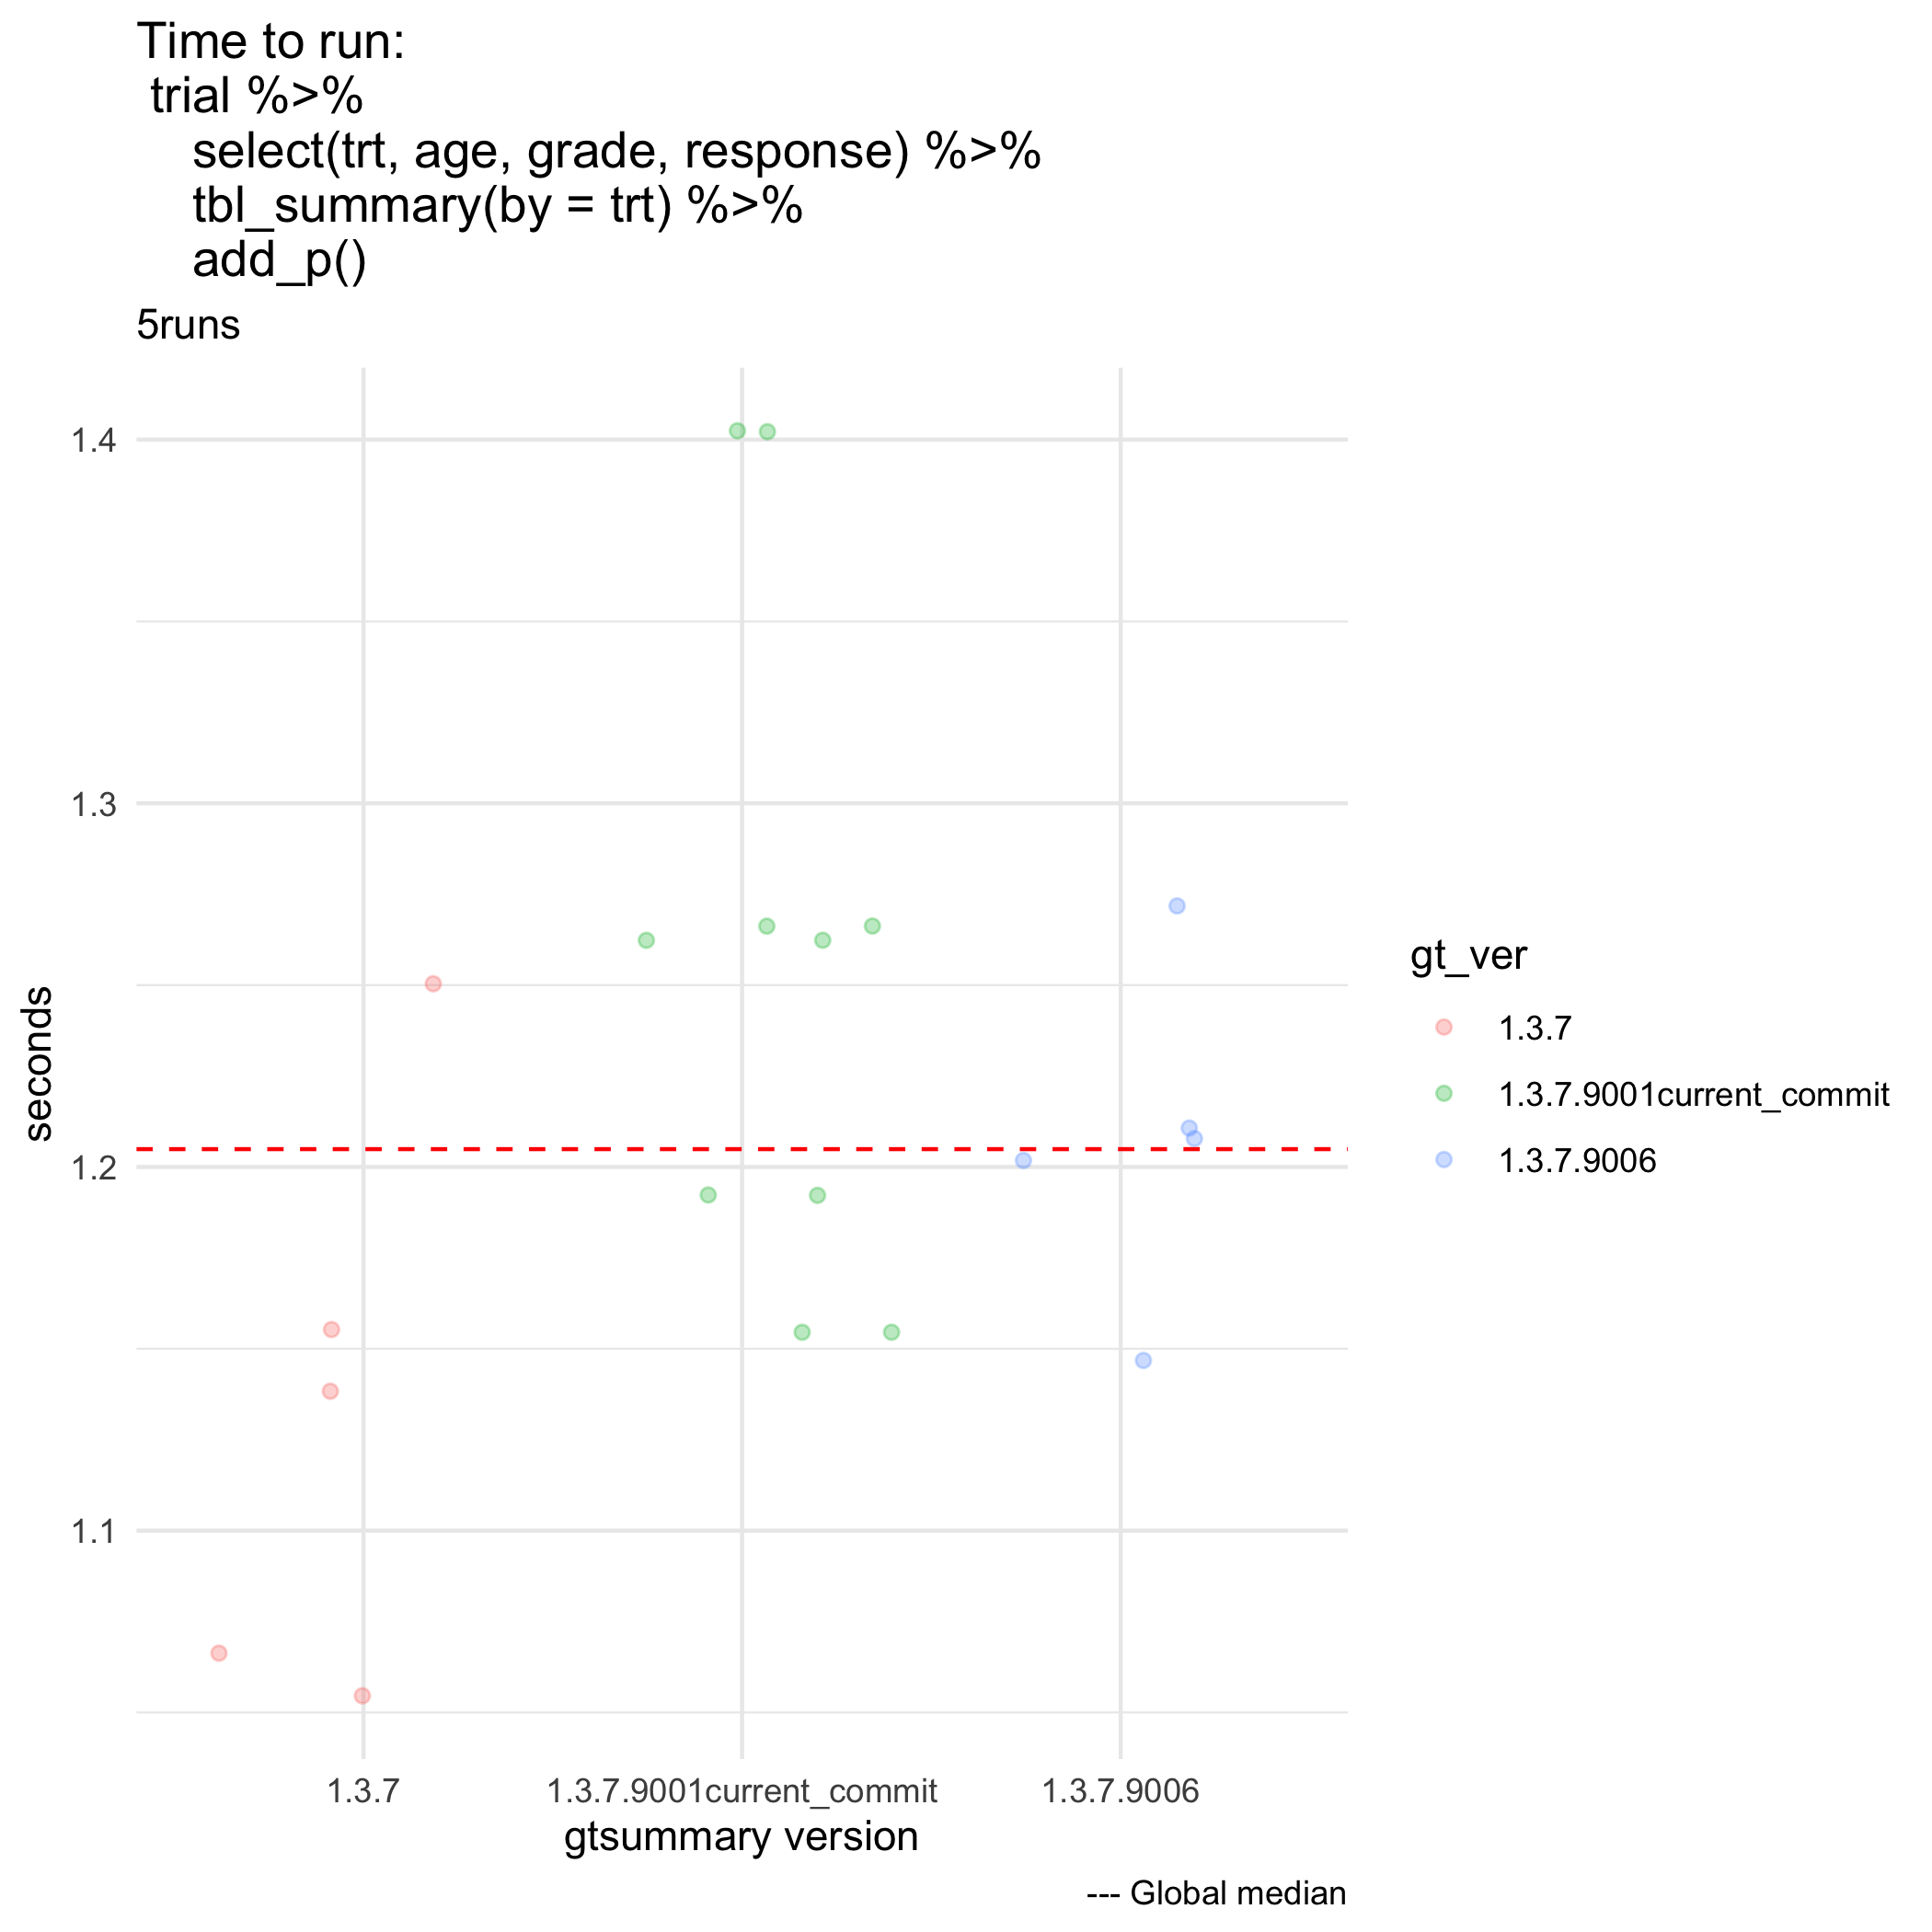 Time to run:
trial %>%
select(trt, age, grade, response) %>%
tbl_summary(by = trt) %>%
add_p()
5runs
1.4
1.3
1.2
1.1
seconds
1.3.7
1.3.7.9001current_commit
1.3.7.9006
gtsummary version
--- Global median
gt_ver
1.3.7
1.3.7.9001current_commit
1.3.7.9006